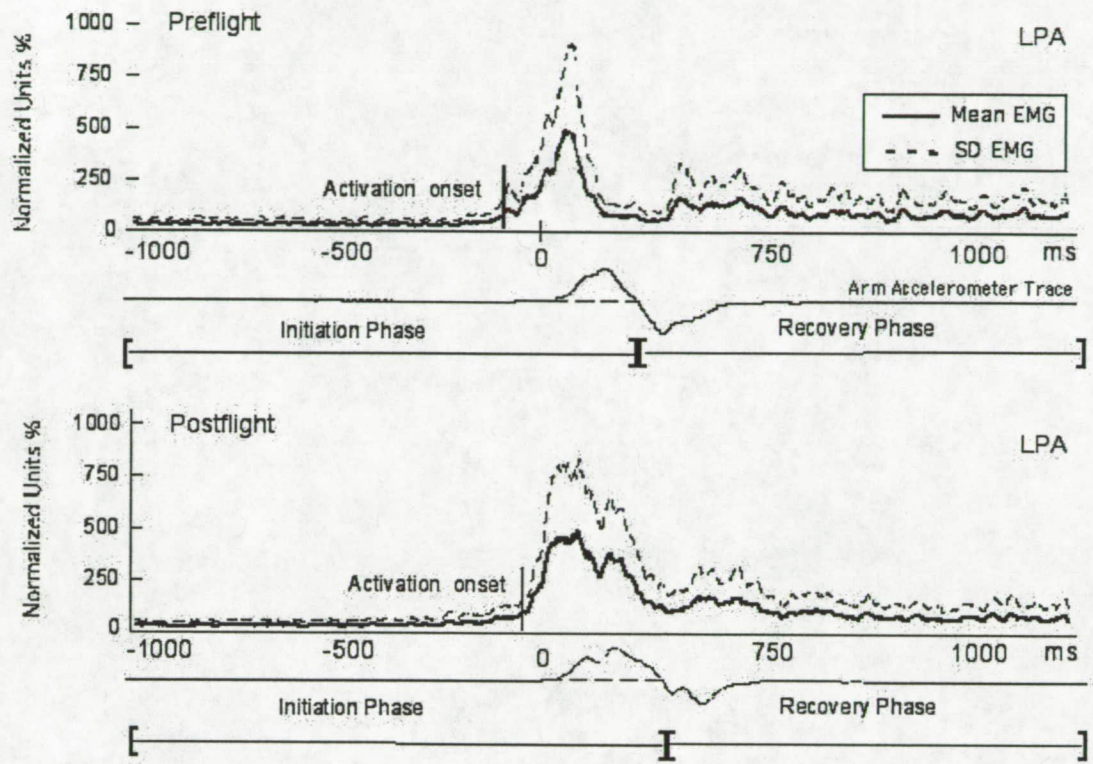 Preflight
LPA
Normalized Units %
1000
750
500
250
0
Mean EMG
SD EMG
Activation onset
-1000 -500 0 750 1000 ms
Arm Accelerometer Trace
Initiation Phase Recovery Phase
Postflight
LPA
Normalized Units %
1000
750
500
250
0
Activation onset
-1000 -500 0 750 1000 ms
Initiation Phase Recovery Phase